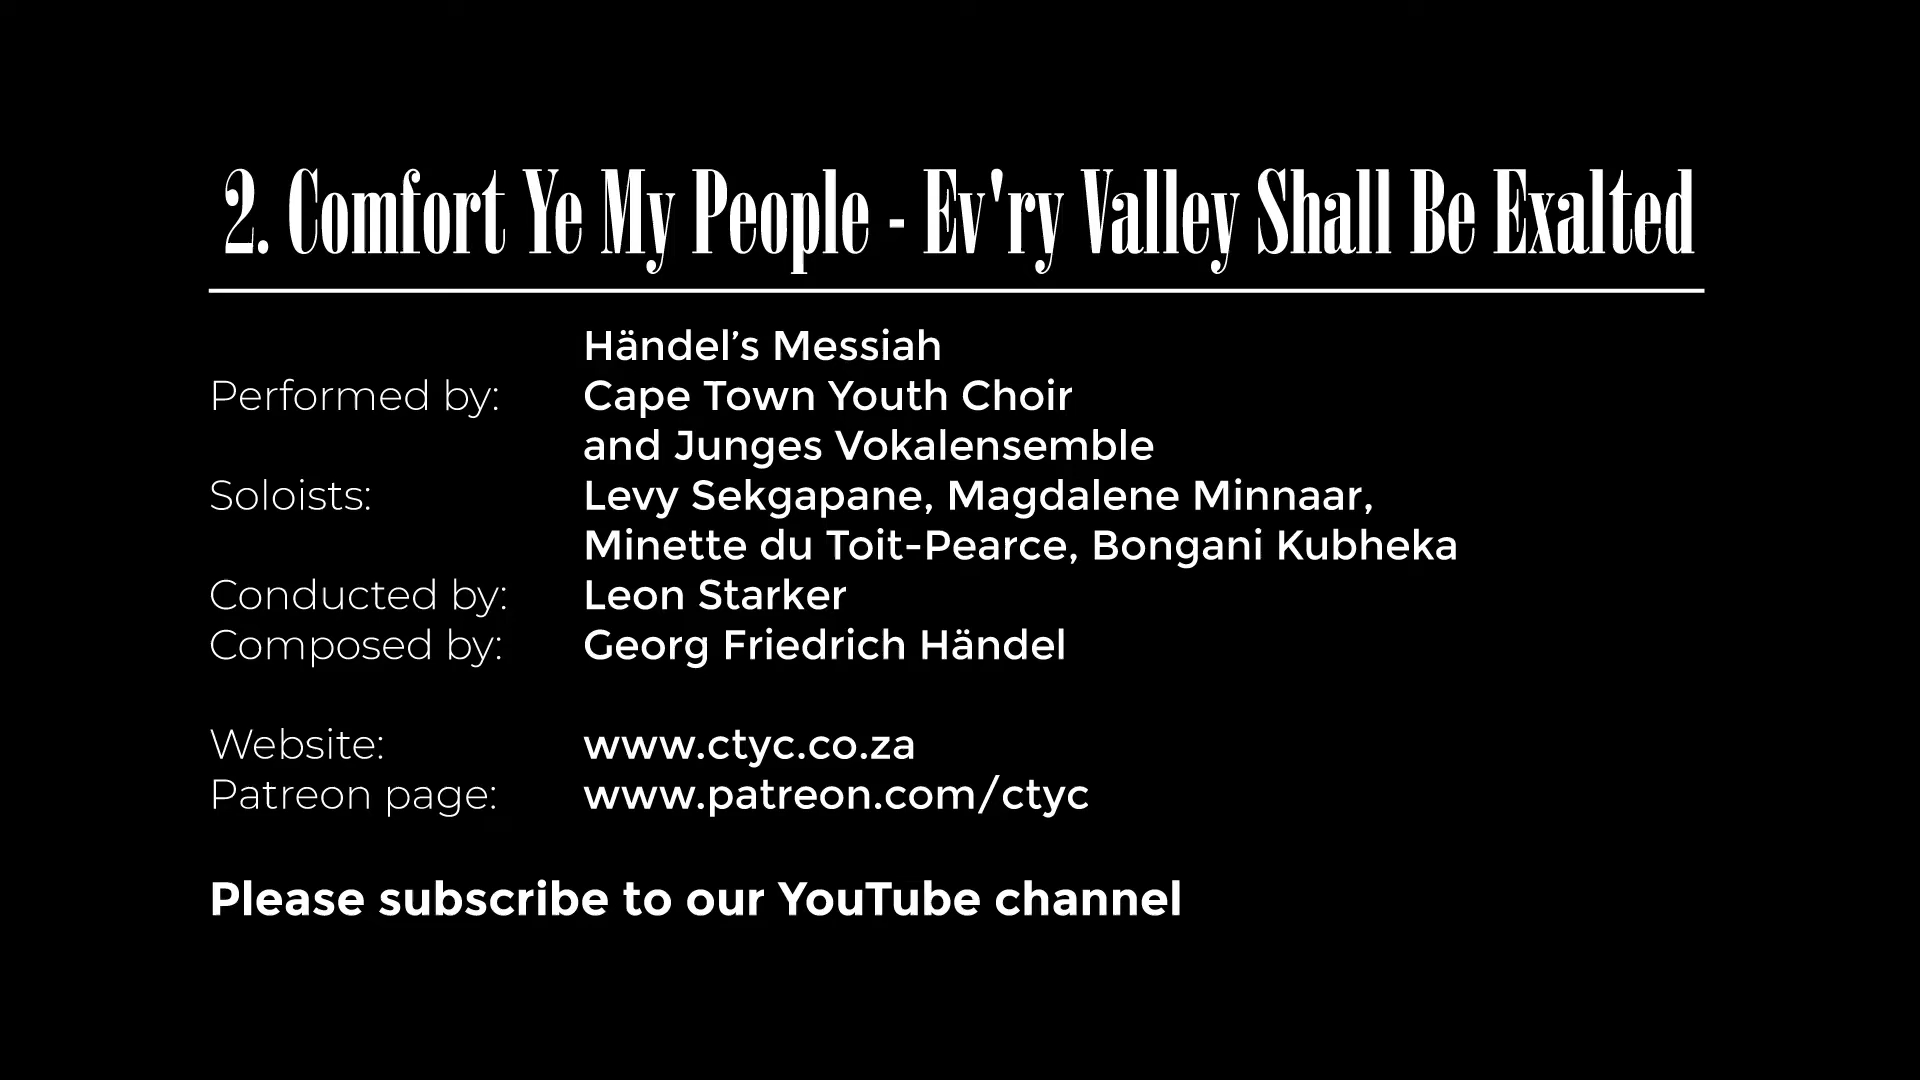 2. Comfort Ye My People - Ev'ry Valley Shall Be Exalted
Händel’s Messiah
Performed by: Cape Town Youth Choir
and Junges Vokalensemble
Soloists: Levy Sekgapane, Magdalene Minnaar,
Minette du Toit-Pearce, Bongani Kubheka
Conducted by: Leon Starker
Composed by: Georg Friedrich Händel
Website: www.ctyc.co.za
Patreon page: www.patreon.com/ctyc
Please subscribe to our YouTube channel